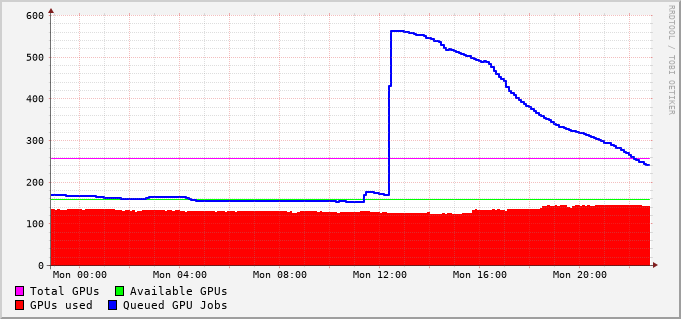 RRDTOOL / TOBI OETIKER
600
500
400
300
200
100
0
Mon 00:00 Mon 04:00 Mon 08:00 Mon 12:00 Mon 16:00 Mon 20:00
Total GPUs Available GPUs
GPUs used Queued GPU Jobs